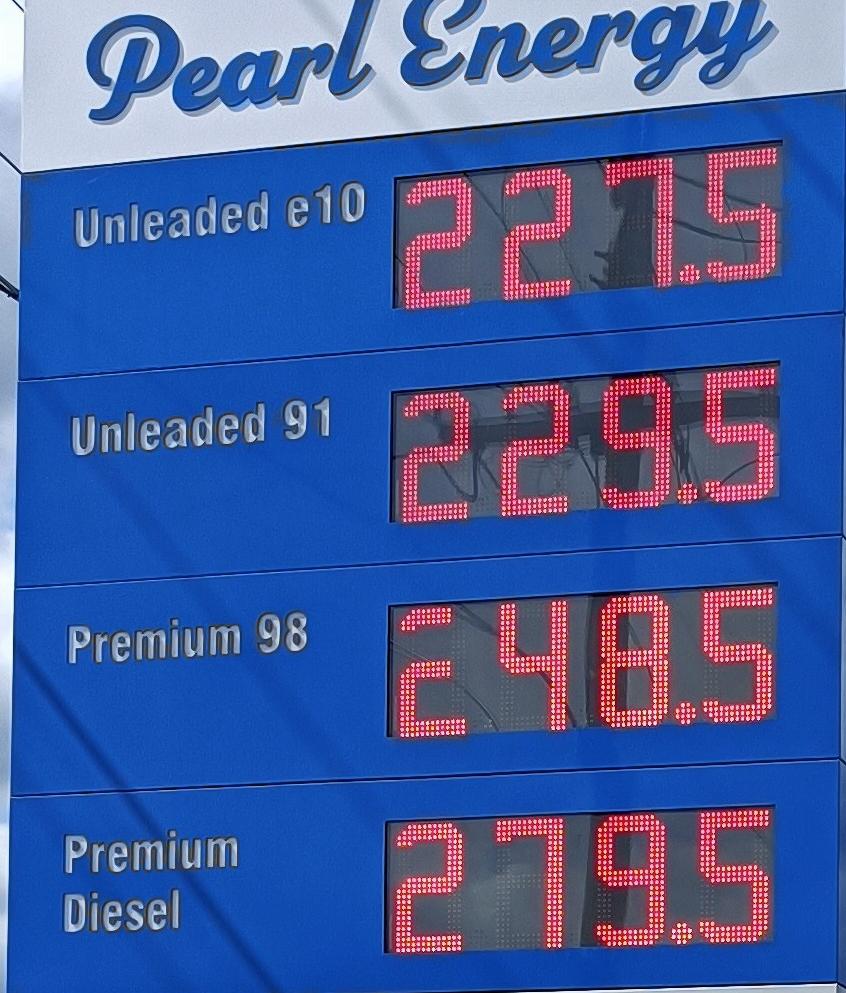 Pearl Energy
Unleaded e10 227.5
Unleaded 91 229.5
Premium 98 248.5
Premium
Diesel 279.5